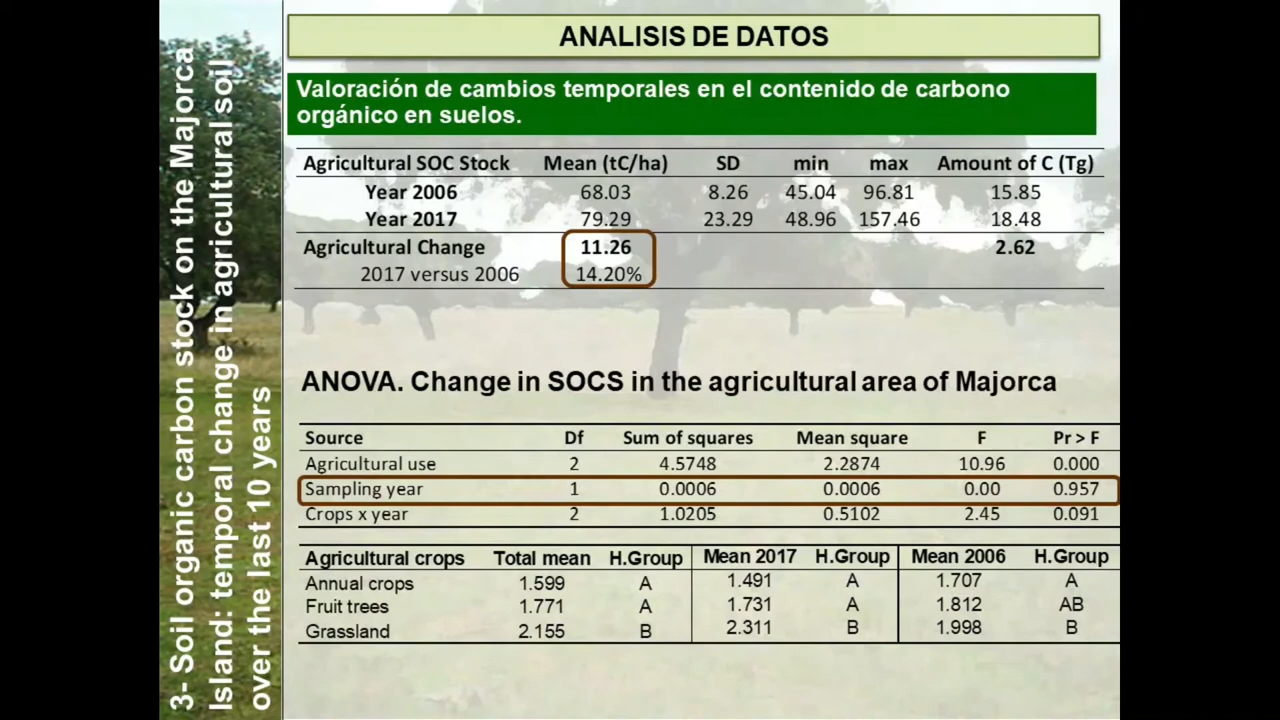 3- Soil organic carbon stock on the Majorca
Island: temporal change in agricultural soil
over the last 10 years
ANALISIS DE DATOS
Valoración de cambios temporales en el contenido de carbono
orgánico en suelos.
Agricultural SOC Stock Mean (tC/ha) SD min max Amount of C (Tg)
Year 2006 68.03 8.26 45.04 96.81 15.85
Year 2017 79.29 23.29 48.96 157.46 18.48
Agricultural Change 11.26 2.62
2017 versus 2006 14.20%
ANOVA. Change in SOCS in the agricultural area of Majorca
Source Df Sum of squares Mean square F Pr > F
Agricultural use 2 4.5748 2.2874 10.96 0.000
Sampling year 1 0.0006 0.0006 0.00 0.957
Crops x year 2 1.0205 0.5102 2.45 0.091
Agricultural crops Total mean H.Group Mean 2017 H.Group Mean 2006 H.Group
Annual crops 1.599 A 1.491 A 1.707 A
Fruit trees 1.771 A 1.731 A 1.812 AB
Grassland 2.155 B 2.311 B 1.998 B